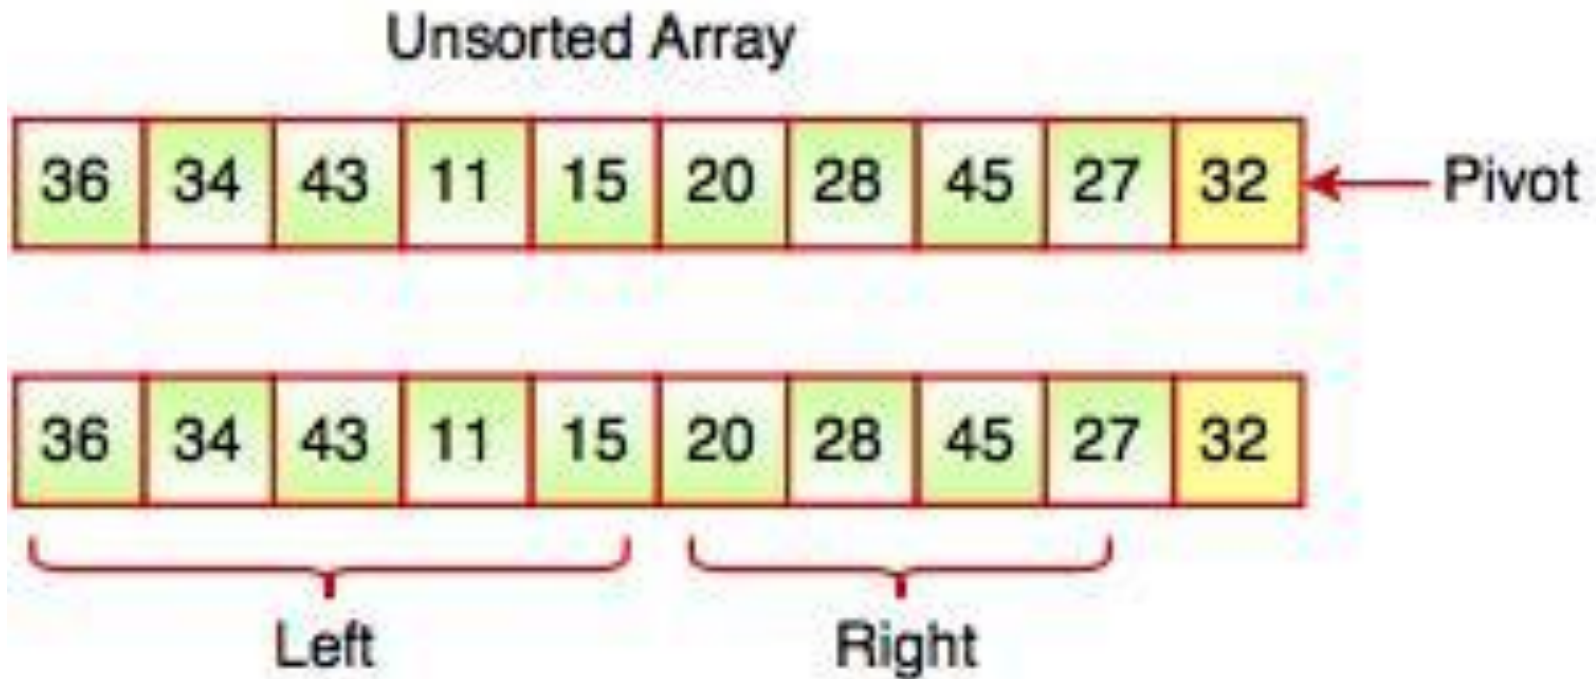 Unsorted Array
36 34 43 11 15 20 28 45 27 32 Pivot
36 34 43 11 15 20 28 45 27 32
Left Right